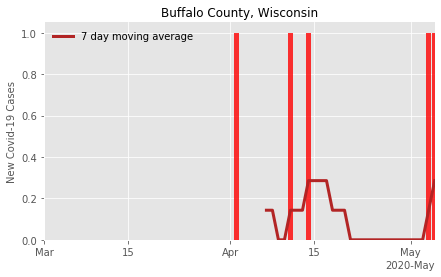 Buffalo County, Wisconsin
7 day moving average
New Covid-19 Cases
1.0
0.8
0.6
0.4
0.2
0.0
Mar
15
Apr
15
May
2020-May